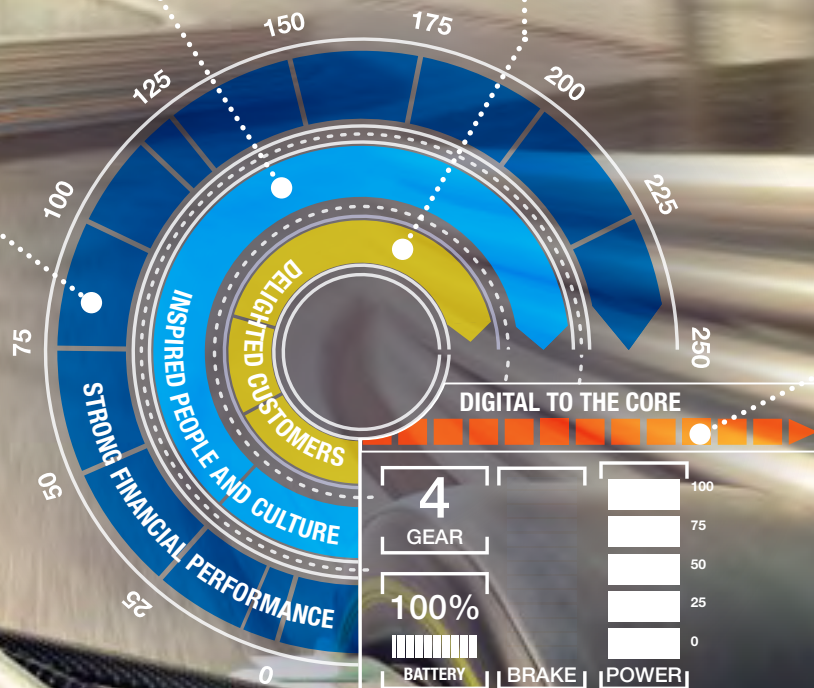 150
175
125
200
100
225
75
250
50
25
0
DELIGHTED CUSTOMERS
INSPIRED PEOPLE AND CULTURE
STRONG FINANCIAL PERFORMANCE
DIGITAL TO THE CORE
4
GEAR
100%
BATTERY
BRAKE
100
75
50
25
0
POWER